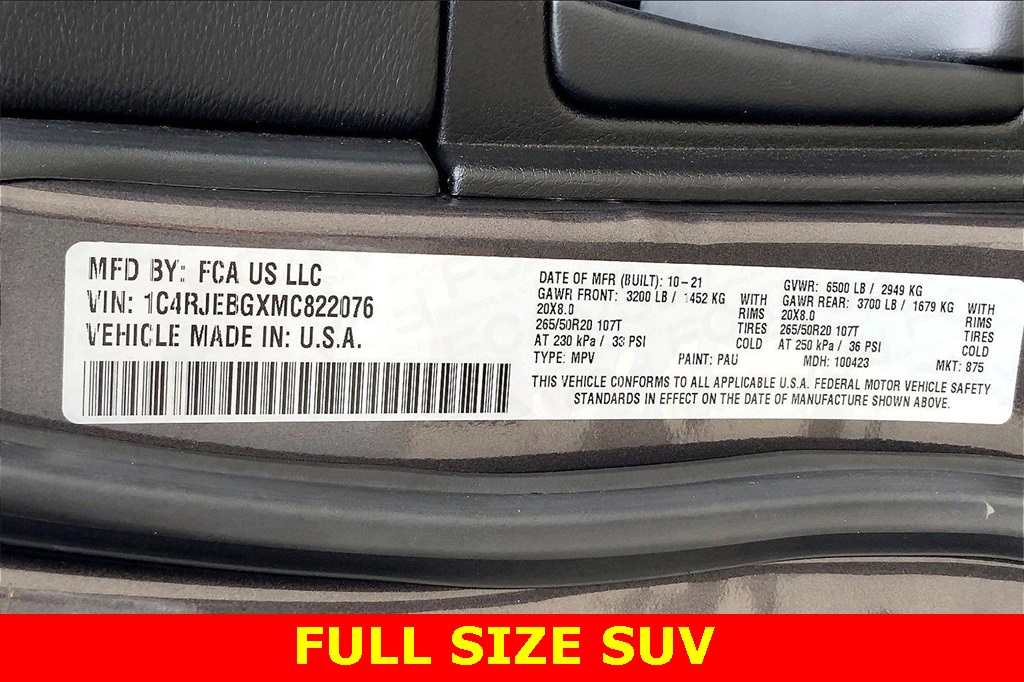 MFD BY: FCA US LLC
VIN: 1C4RJEBGXMC822076
VEHICLE MADE IN: U.S.A.
DATE OF MFR (BUILT): 10-21
GAWR FRONT: 3200 LB / 1452 KG WITH
20X8.0 RIMS
265/50R20 107T TIRES
AT 230 kPa / 33 PSI COLD
TYPE: MPV PAINT: PAU
GVWR: 6500 LB / 2949 KG
GAWR REAR: 3700 LB / 1679 KG WITH
20X8.0 RIMS
265/50R20 107T TIRES
AT 250 kPa / 36 PSI COLD
MDH: 100423 MKT: 875
THIS VEHICLE CONFORMS TO ALL APPLICABLE U.S.A. FEDERAL MOTOR VEHICLE SAFETY
STANDARDS IN EFFECT ON THE DATE OF MANUFACTURE SHOWN ABOVE.
FULL SIZE SUV